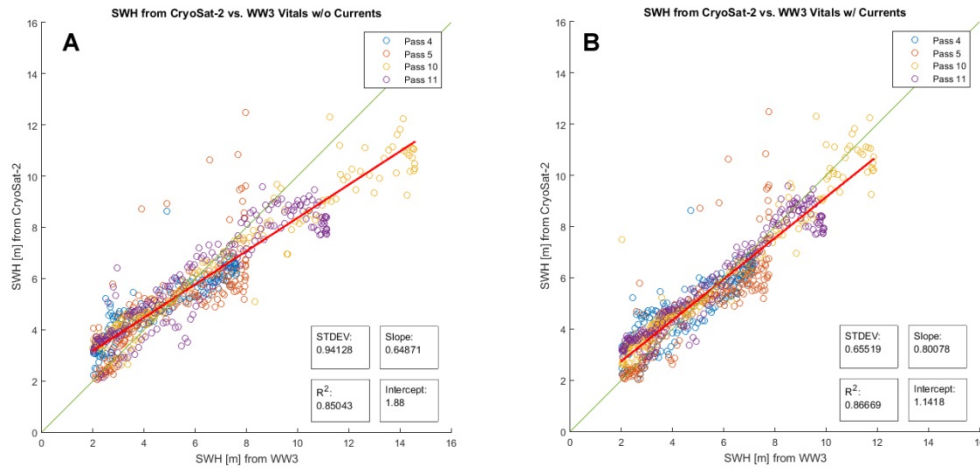 SWH from CryoSat-2 vs. WW3 Vitals w/o Currents
A
Pass 4
Pass 5
Pass 10
Pass 11
16
14
12
10
8
6
4
2
0
SWH [m] from CryoSat-2
STDEV:
0.94128
Slope:
0.64871
R²:
0.85043
Intercept:
1.88
0 2 4 6 8 10 12 14 16
SWH [m] from WW3
SWH from CryoSat-2 vs. WW3 Vitals w/ Currents
B
Pass 4
Pass 5
Pass 10
Pass 11
16
14
12
10
8
6
4
2
0
SWH [m] from CryoSat-2
STDEV:
0.65519
Slope:
0.80078
R²:
0.86669
Intercept:
1.1418
0 2 4 6 8 10 12 14 16
SWH [m] from WW3